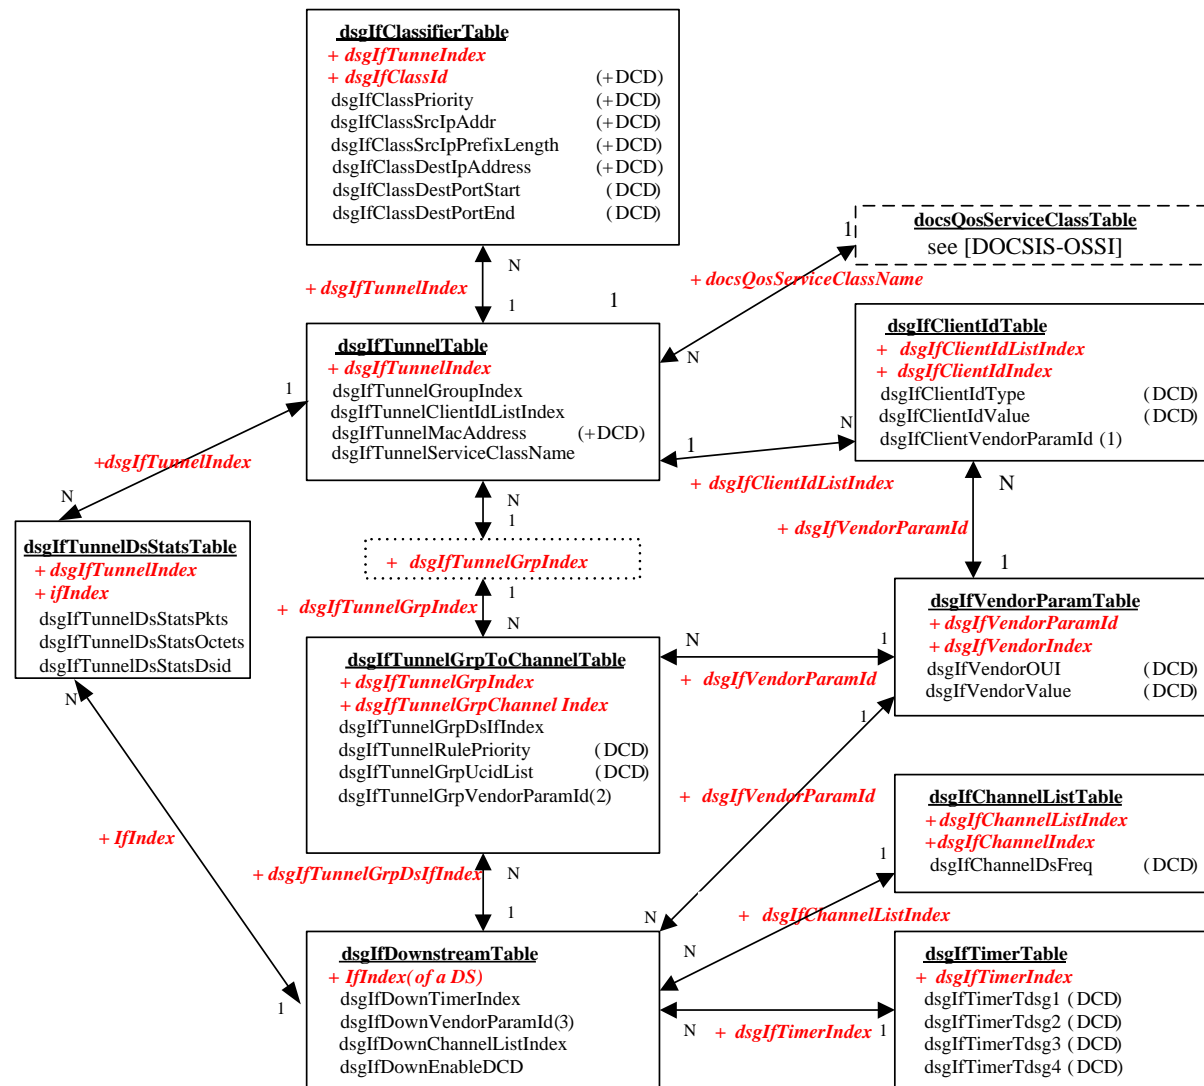 dsgIfClassifierTable
+ dsgIfTunneIndex
+ dsgIfClassId (+DCD)
dsgIfClassPriority (+DCD)
dsgIfClassSrcIpAddr (+DCD)
dsgIfClassSrcIpPrefixLength (+DCD)
dsgIfClassDestIpAddress (+DCD)
dsgIfClassDestPortStart (DCD)
dsgIfClassDestPortEnd (DCD)
N
+ dsgIfTunnelIndex
1
1
1
docsQosServiceClassTable
see [DOCSIS-OSSI]
+ docsQosServiceClassName
N
dsgIfTunnelTable
+ dsgIfTunnelIndex
dsgIfTunnelGroupIndex
dsgIfTunnelClientIdListIndex
dsgIfTunnelMacAddress (+DCD)
dsgIfTunnelServiceClassName
dsgIfClientIdTable
+ dsgIfClientIdListIndex
+ dsgIfClientIdIndex
dsgIfClientIdType (DCD)
dsgIfClientIdValue (DCD)
dsgIfClientVendorParamId (1)
1
N
+ dsgIfClientIdListIndex
1
+dsgIfTunnelIndex
N
N
1
N
+ dsgIfVendorParamId
1
dsgIfTunnelDsStatsTable
+ dsgIfTunnelIndex
+ ifIndex
dsgIfTunnelDsStatsPkts
dsgIfTunnelDsStatsOctets
dsgIfTunnelDsStatsDsid
N
+ dsgIfTunnelGrpIndex
1
+ dsgIfTunnelGrpIndex
N
dsgIfTunnelGrpToChannelTable
+ dsgIfTunnelGrpIndex
+ dsgIfTunnelGrpChannel Index
dsgIfTunnelGrpDsIfIndex
dsgIfTunnelRulePriority (DCD)
dsgIfTunnelGrpUcidList (DCD)
dsgIfTunnelGrpVendorParamId(2)
N
1
+ dsgIfVendorParamId
dsgIfVendorParamTable
+ dsgIfVendorParamId
+ dsgIfVendorIndex
dsgIfVendorOUI (DCD)
dsgIfVendorValue (DCD)
1
+ dsgIfVendorParamId
N
dsgIfChannelListTable
+dsgIfChannelListIndex
+dsgIfChannelIndex
dsgIfChannelDsFreq (DCD)
1
+ dsgIfChannelListIndex
N
+ IfIndex
1
+ dsgIfTunnelGrpDsIfIndex
N
1
dsgIfDownstreamTable
+ IfIndex(of a DS)
dsgIfDownTimerIndex
dsgIfDownVendorParamId(3)
dsgIfDownChannelListIndex
dsgIfDownEnableDCD
N
+ dsgIfTimerIndex
1
dsgIfTimerTable
+ dsgIfTimerIndex
dsgIfTimerTdsg1 (DCD)
dsgIfTimerTdsg2 (DCD)
dsgIfTimerTdsg3 (DCD)
dsgIfTimerTdsg4 (DCD)